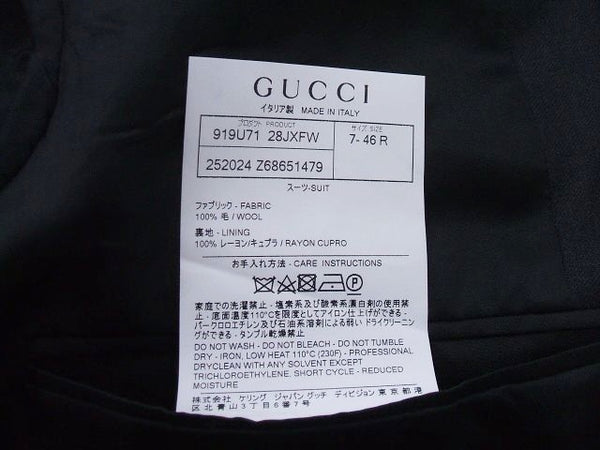 GUCCI
イタリア製 MADE IN ITALY
プロダクト PRODUCT サイズ SIZE
919U71 28JXFW 7- 46 R
252024 Z68651479
スーツ-SUIT
ファブリック - FABRIC
100% 毛 / WOOL
裏地 - LINING
100% レーヨン/キュプラ / RAYON CUPRO
お手入れ方法 - CARE INSTRUCTIONS
P
家庭での洗濯禁止 - 塩素系及び酸素系漂白剤の使用禁
止 - 底面温度110℃を限度としてアイロン仕上げができる -
パークロロエチレン及び石油系溶剤による弱い ドライクリーニン
グができる - タンブル乾燥禁止
DO NOT WASH - DO NOT BLEACH - DO NOT TUMBLE
DRY - IRON, LOW HEAT 110°C (230F) - PROFESSIONAL
DRYCLEAN WITH ANY SOLVENT EXCEPT
TRICHLOROETHYLENE. SHORT CYCLE - REDUCED
MOISTURE
株式会社 ケリング ジャパン グッチ ディビジョン 東京都港
区北青山3丁目6番7号